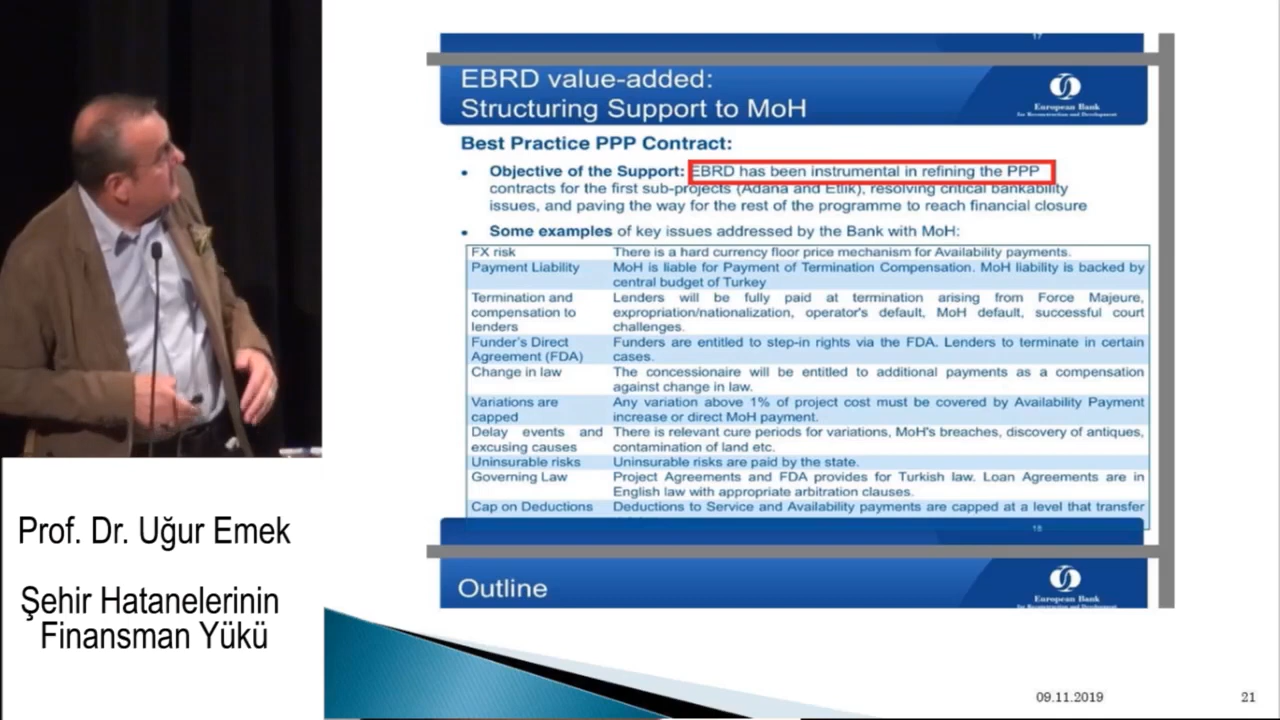 17
EBRD value-added:
Structuring Support to MoH
European Bank
for Reconstruction and Development
Best Practice PPP Contract:
• Objective of the Support: EBRD has been instrumental in refining the PPP
contracts for the first sub-projects (Adana and Etlik), resolving critical bankability
issues, and paving the way for the rest of the programme to reach financial closure
• Some examples of key issues addressed by the Bank with MoH:
FX risk There is a hard currency floor price mechanism for Availability payments.
Payment Liability MoH is liable for Payment of Termination Compensation. MoH liability is backed by
central budget of Turkey
Termination and Lenders will be fully paid at termination arising from Force Majeure,
compensation to expropriation/nationalization, operator's default, MoH default, successful court
lenders challenges.
Funder's Direct Funders are entitled to step-in rights via the FDA. Lenders to terminate in certain
Agreement (FDA) cases.
Change in law The concessionaire will be entitled to additional payments as a compensation
against change in law.
Variations are Any variation above 1% of project cost must be covered by Availability Payment
capped increase or direct MoH payment.
Delay events and There is relevant cure periods for variations, MoH's breaches, discovery of antiques,
excusing causes contamination of land etc.
Uninsurable risks Uninsurable risks are paid by the state.
Governing Law Project Agreements and FDA provides for Turkish law. Loan Agreements are in
English law with appropriate arbitration clauses.
Cap on Deductions Deductions to Service and Availability payments are capped at a level that transfer
18
Outline
European Bank
for Reconstruction and Development
Prof. Dr. Uğur Emek
Şehir Hatanelerinin
Finansman Yükü
09.11.2019
21